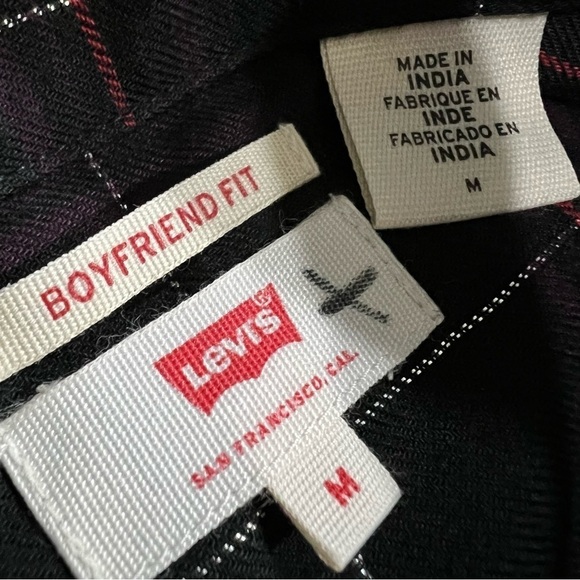 MADE IN
INDIA
FABRIQUE EN
INDE
FABRICADO EN
INDIA
M
BOYFRIEND FIT
Levi's®
SAN FRANCISCO, CAL.
M